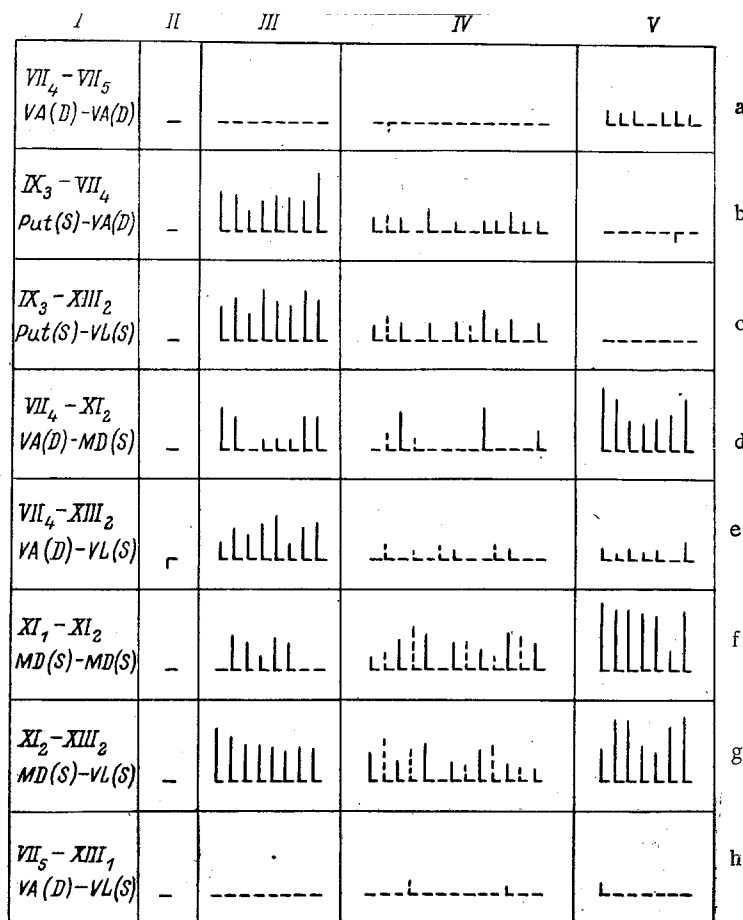 I II III IV V
VII4 – VII5
VA(D)-VA(D)
a
IX3 – VII4
Put(S)-VA(D)
b
IX3 – XIII2
Put(S)-VL(S)
c
VII4 – XI2
VA(D)-MD(S)
d
VII4 – XIII2
VA(D)-VL(S)
e
XI1 – XI2
MD(S)-MD(S)
f
XI2 – XIII2
MD(S)-VL(S)
g
VII5 – XIII1
VA(D)-VL(S)
h